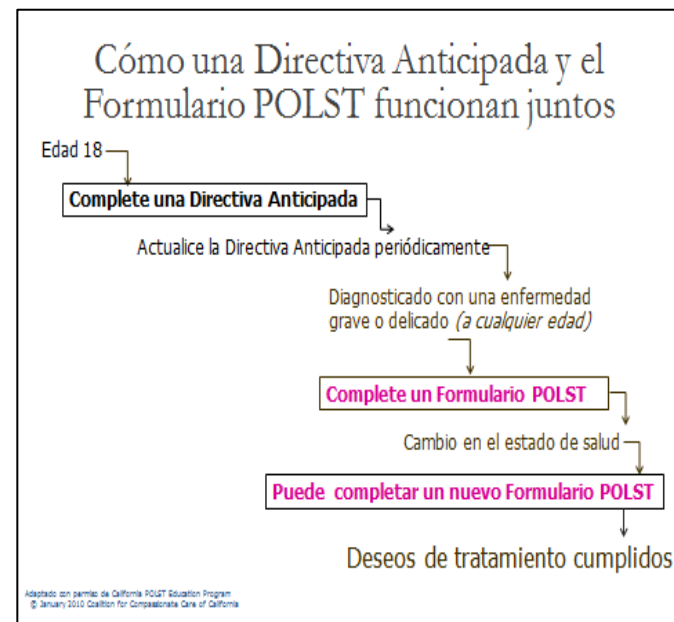 Cómo una Directiva Anticipada y el
Formulario POLST funcionan juntos
Edad 18
Complete una Directiva Anticipada
Actualice la Directiva Anticipada periódicamente
Diagnosticado con una enfermedad
grave o delicado (a cualquier edad)
Complete un Formulario POLST
Cambio en el estado de salud
Puede completar un nuevo Formulario POLST
Deseos de tratamiento cumplidos
Adaptado con permiso de California POLST Education Program
© January 2010 Coalition for Compassionate Care of California